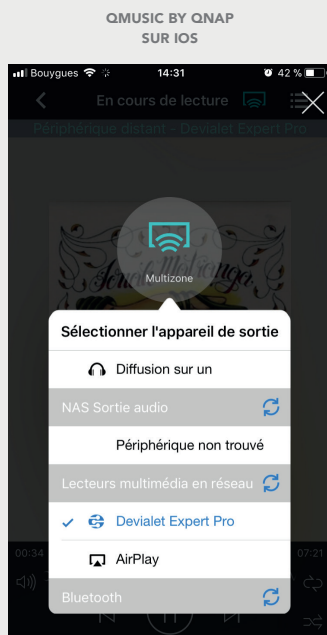 QMUSIC BY QNAP
SUR IOS
Bouygues 14:31 42 %
En cours de lecture
Périphérique distant - Devialet Expert Pro
Multizone
Sélectionner l'appareil de sortie
Diffusion sur un
NAS Sortie audio
Périphérique non trouvé
Lecteurs multimédia en réseau
Devialet Expert Pro
00:34 07:21
AirPlay
Bluetooth